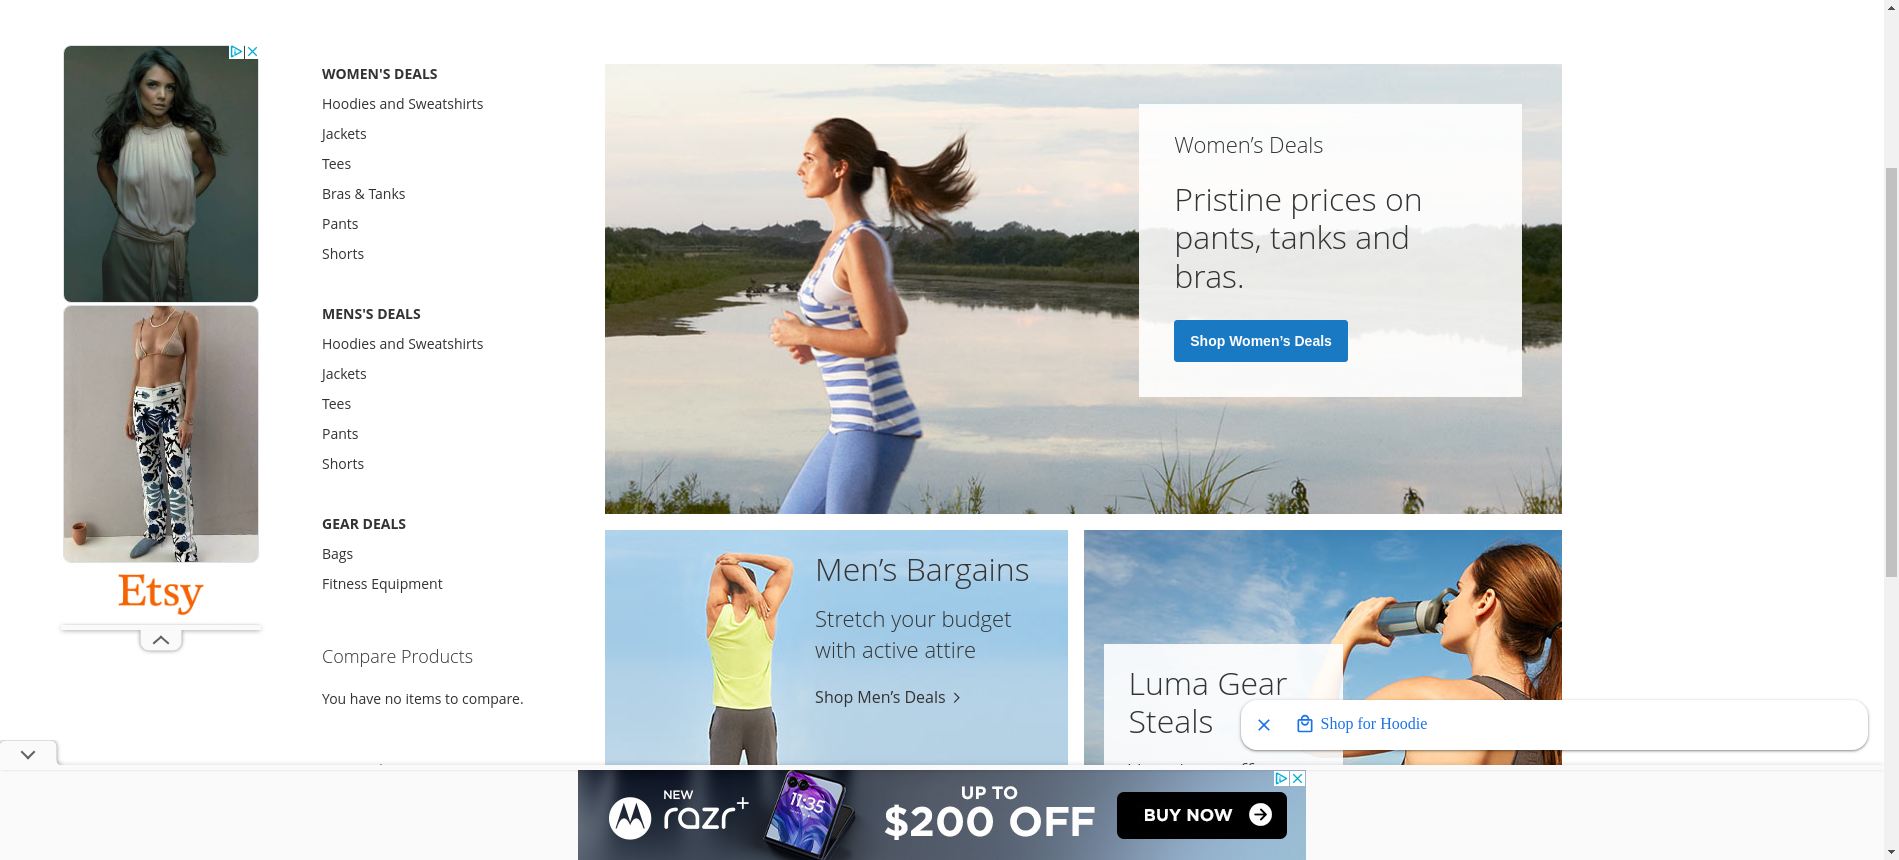 WOMEN'S DEALS
Hoodies and Sweatshirts
Jackets
Tees
Bras & Tanks
Pants
Shorts
MENS'S DEALS
Hoodies and Sweatshirts
Jackets
Tees
Pants
Shorts
GEAR DEALS
Bags
Fitness Equipment
Compare Products
You have no items to compare.
Etsy
Women’s Deals
Pristine prices on
pants, tanks and
bras.
Shop Women’s Deals
Men’s Bargains
Stretch your budget
with active attire
Shop Men’s Deals
Luma Gear
Steals
Shop for Hoodie
NEW
razr+
11:35
UP TO
$200 OFF
BUY NOW